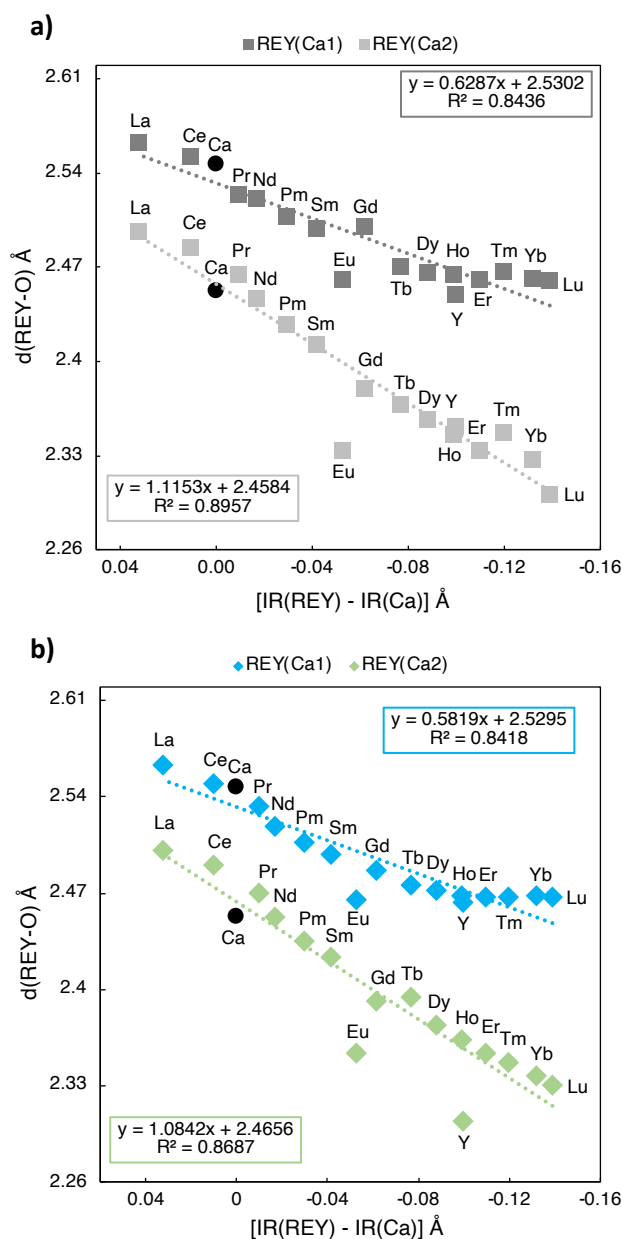 a)
REY(Ca1) REY(Ca2)
y = 0.6287x + 2.5302
R² = 0.8436
2.61
2.54
2.47
2.4
2.33
2.26
d(REY-O) Å
La Ce Ca Pr Nd Pm Sm Eu Gd Tb Dy Ho Y Er Tm Yb Lu
La Ce Ca Pr Nd Pm Sm Eu Gd Tb Dy Y Ho Er Tm Yb Lu
y = 1.1153x + 2.4584
R² = 0.8957
0.04 0.00 -0.04 -0.08 -0.12 -0.16
[IR(REY) - IR(Ca)] Å
b)
REY(Ca1) REY(Ca2)
y = 0.5819x + 2.5295
R² = 0.8418
2.61
2.54
2.47
2.4
2.33
2.26
d(REY-O) Å
La Ce Ca Pr Nd Pm Sm Eu Gd Tb Dy Ho Y Er Tm Yb Lu
La Ce Ca Pr Nd Pm Sm Eu Gd Tb Dy Ho Y Er Tm Yb Lu
y = 1.0842x + 2.4656
R² = 0.8687
0.04 0 -0.04 -0.08 -0.12 -0.16
[IR(REY) - IR(Ca)] Å